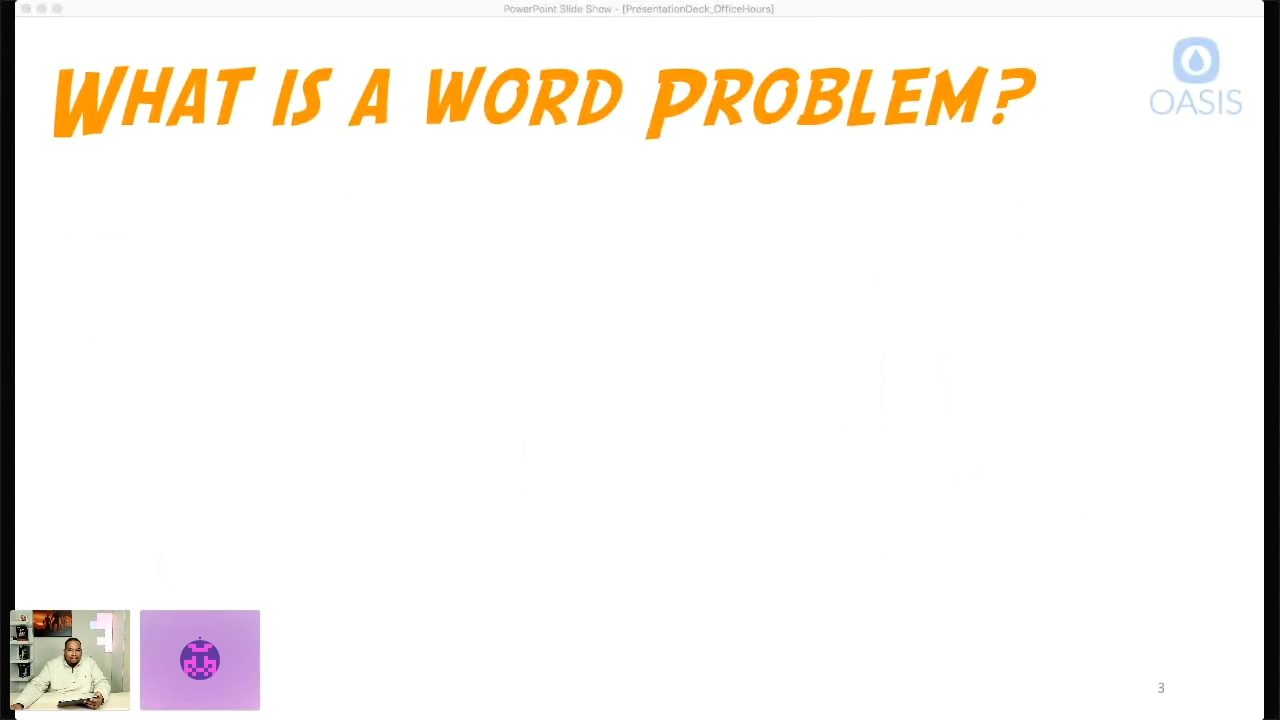 PowerPoint Slide Show - [PresentationDeck_OfficeHours]
WHAT IS A WORD PROBLEM?
OASIS
3